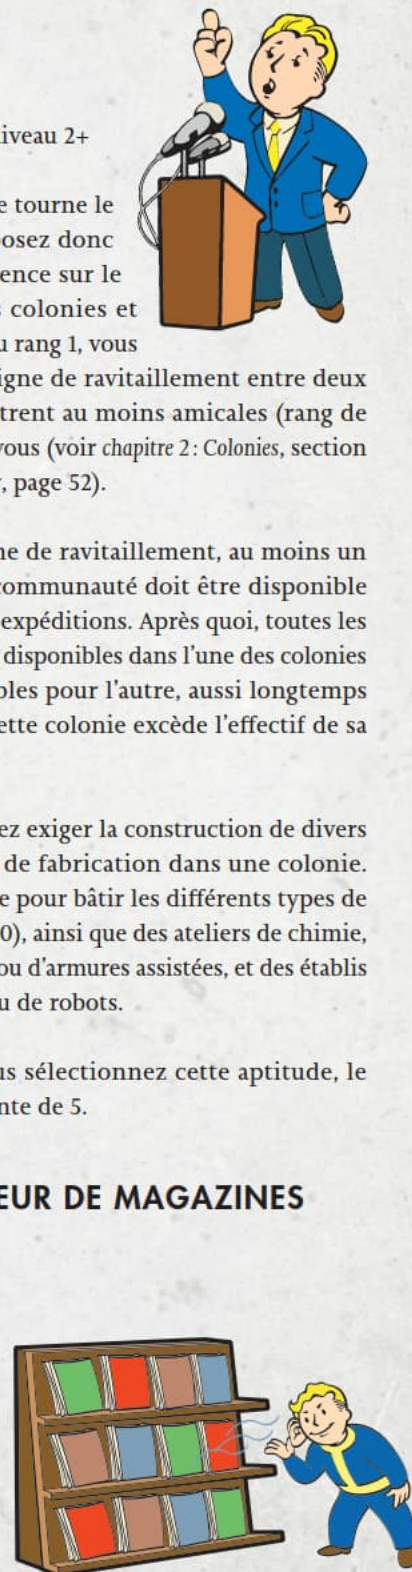 iveau 2+
e tourne le
posez donc
ence sur le
s colonies et
u rang 1, vous
igne de ravitaillement entre deux
trent au moins amicales (rang de
vous (voir chapitre 2 : Colonies, section
, page 52).
ne de ravitaillement, au moins un
communauté doit être disponible
expéditions. Après quoi, toutes les
disponibles dans l’une des colonies
bles pour l’autre, aussi longtemps
ette colonie excède l’effectif de sa
ez exiger la construction de divers
de fabrication dans une colonie.
e pour bâtir les différents types de
0), ainsi que des ateliers de chimie,
ou d’armures assistées, et des établis
u de robots.
us sélectionnez cette aptitude, le
nte de 5.
EUR DE MAGAZINES